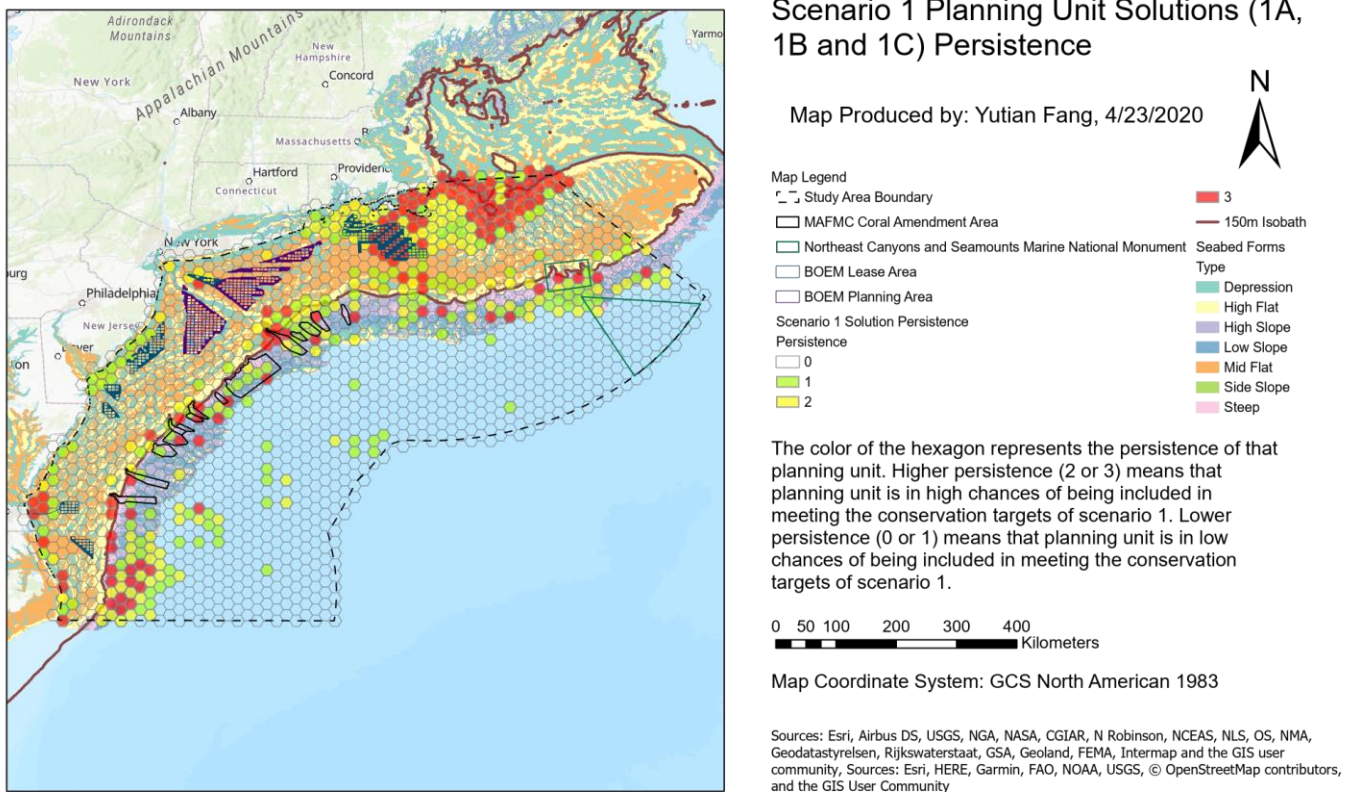 Adirondack
Mountains
Appalachian Mountains
New
Hampshire
Concord
Yarmo
New York
Albany
Massachusetts
Hartford
Providenc
Connecticut
New York
Philadelphia
New Jersey
burg
on
Scenario 1 Planning Unit Solutions (1A,
1B and 1C) Persistence
N
Map Produced by: Yutian Fang, 4/23/2020
Map Legend
Study Area Boundary
MAFMC Coral Amendment Area
Northeast Canyons and Seamounts Marine National Monument
BOEM Lease Area
BOEM Planning Area
Scenario 1 Solution Persistence
Persistence
0
1
2
3
150m Isobath
Seabed Forms
Type
Depression
High Flat
High Slope
Low Slope
Mid Flat
Side Slope
Steep
The color of the hexagon represents the persistence of that
planning unit. Higher persistence (2 or 3) means that
planning unit is in high chances of being included in
meeting the conservation targets of scenario 1. Lower
persistence (0 or 1) means that planning unit is in low
chances of being included in meeting the conservation
targets of scenario 1.
0 50 100 200 300 400
Kilometers
Map Coordinate System: GCS North American 1983
Sources: Esri, Airbus DS, USGS, NGA, NASA, CGIAR, N Robinson, NCEAS, NLS, OS, NMA,
Geodatastyrelsen, Rijkswaterstaat, GSA, Geoland, FEMA, Intermap and the GIS user
community, Sources: Esri, HERE, Garmin, FAO, NOAA, USGS, © OpenStreetMap contributors,
and the GIS User Community